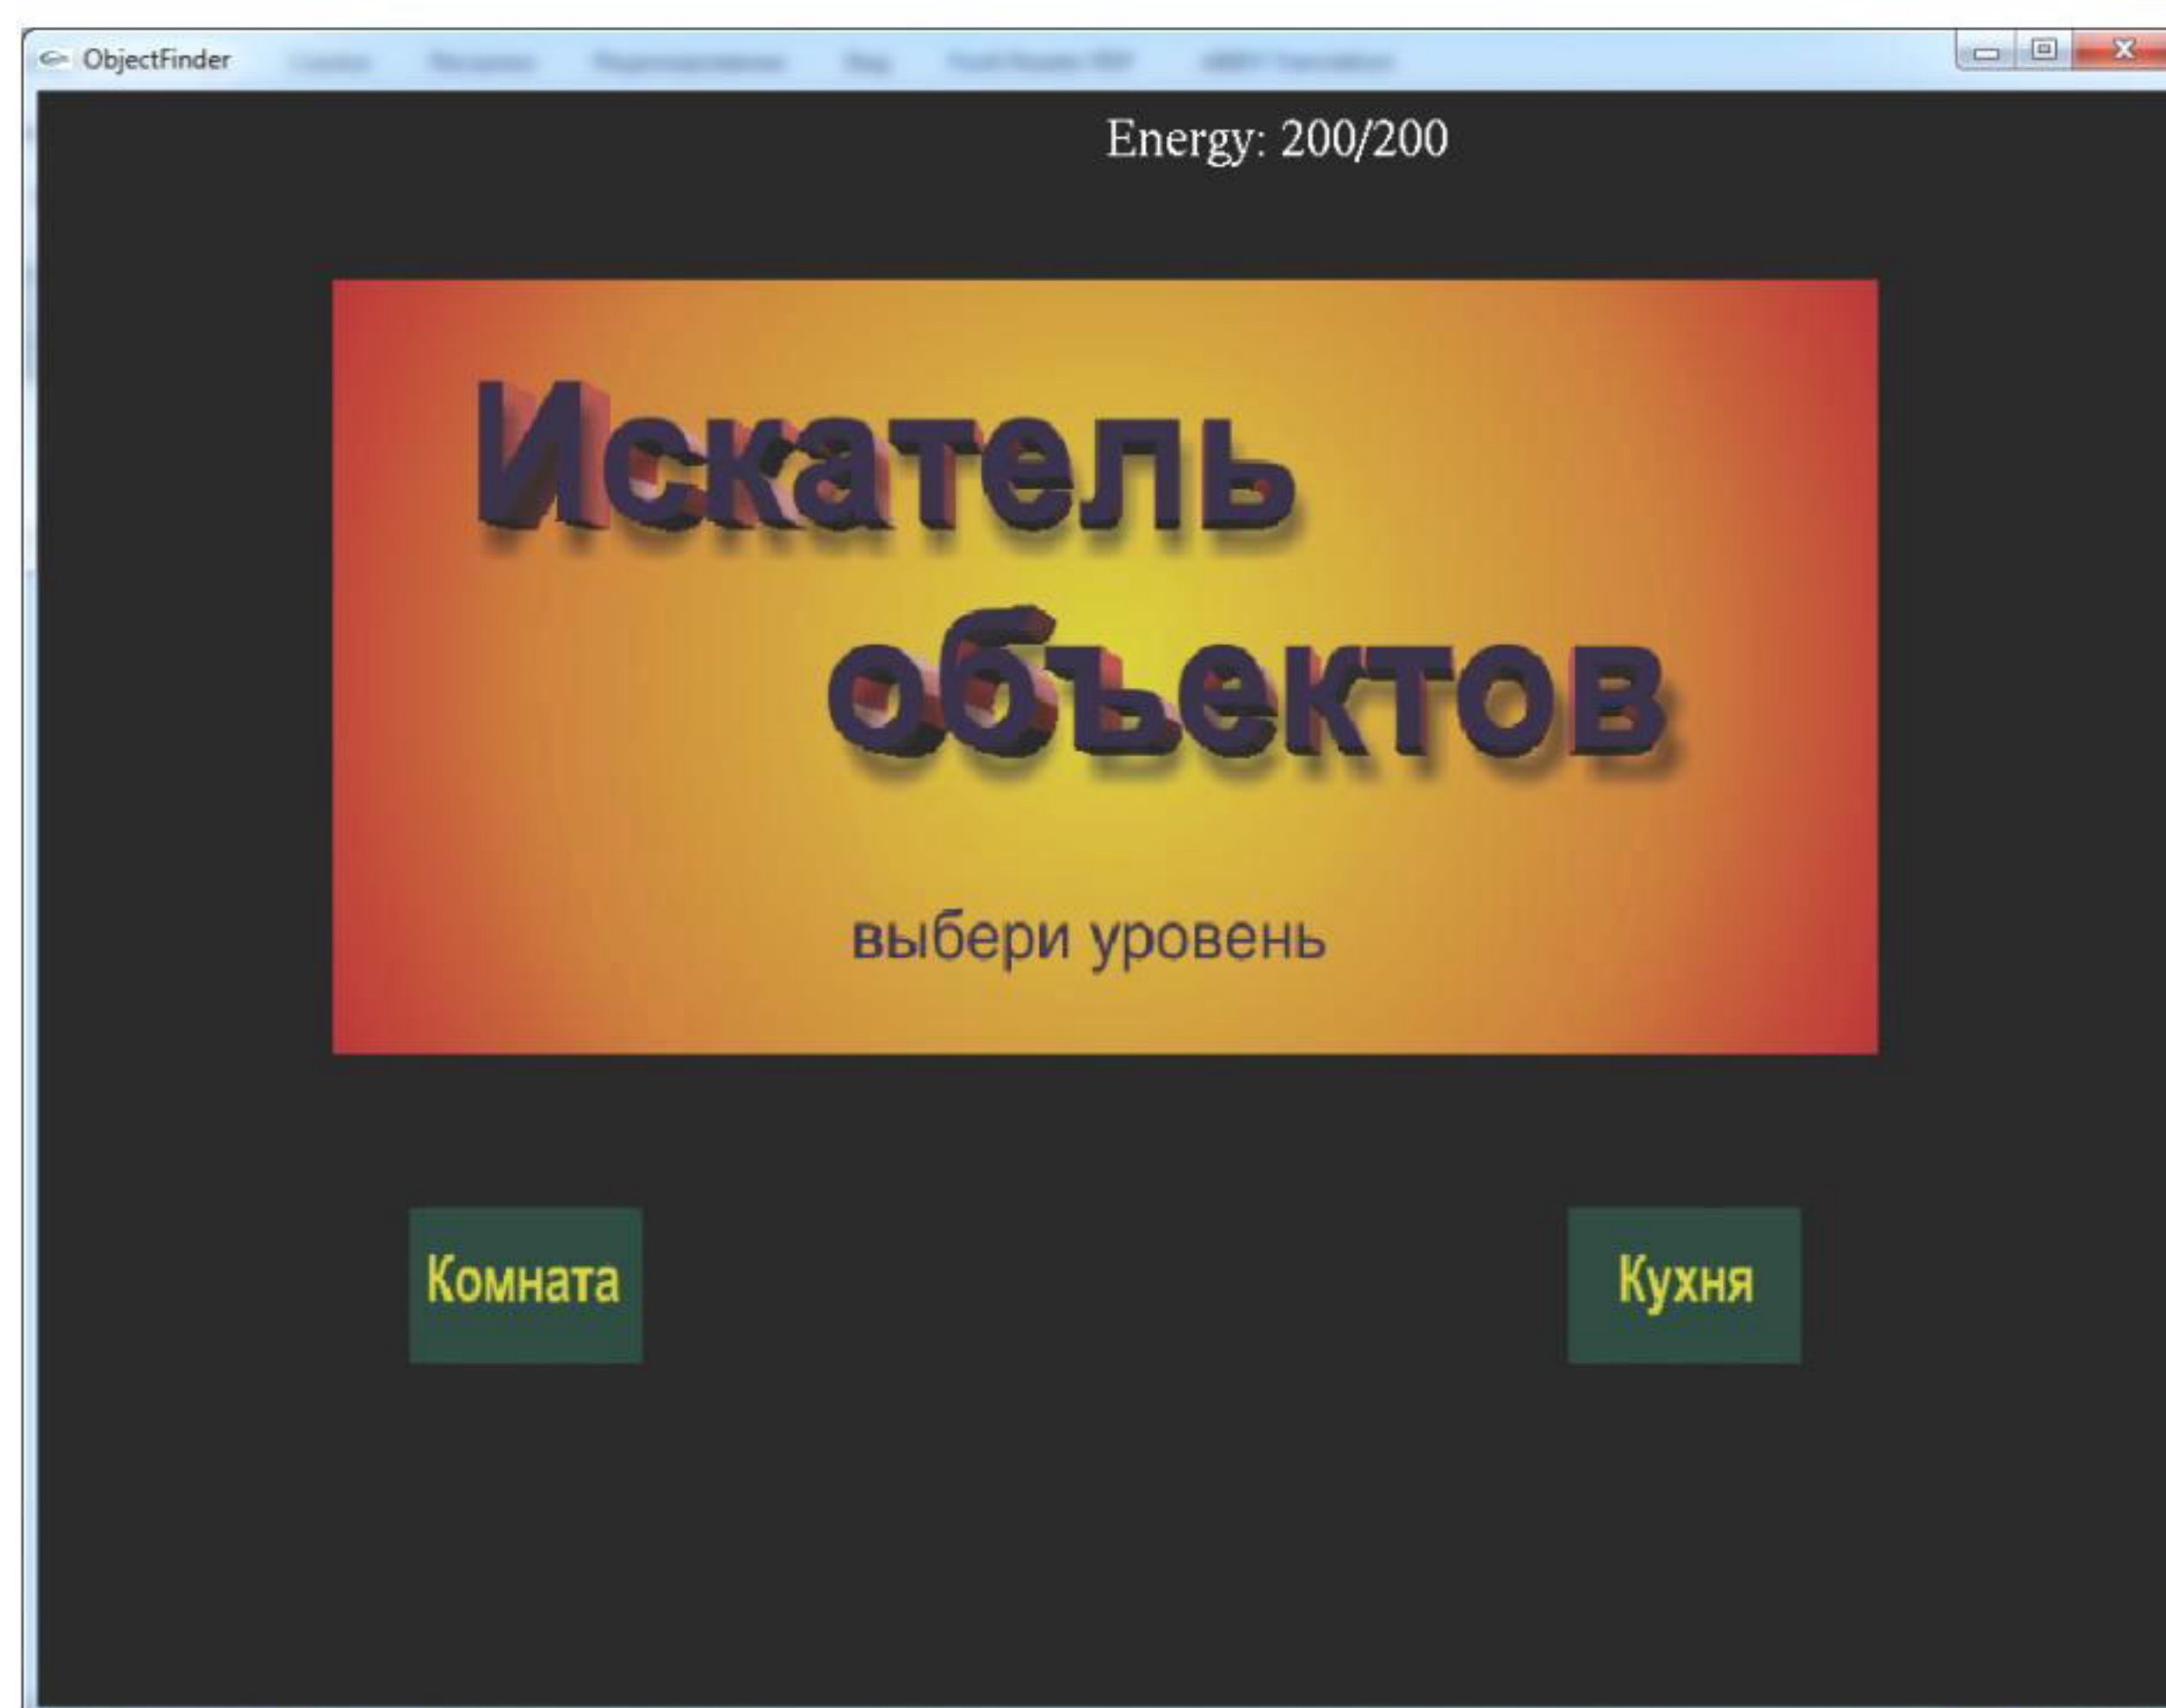 ObjectFinder
Energy: 200/200
Искатель
объектов
выбери уровень
Комната
Кухня